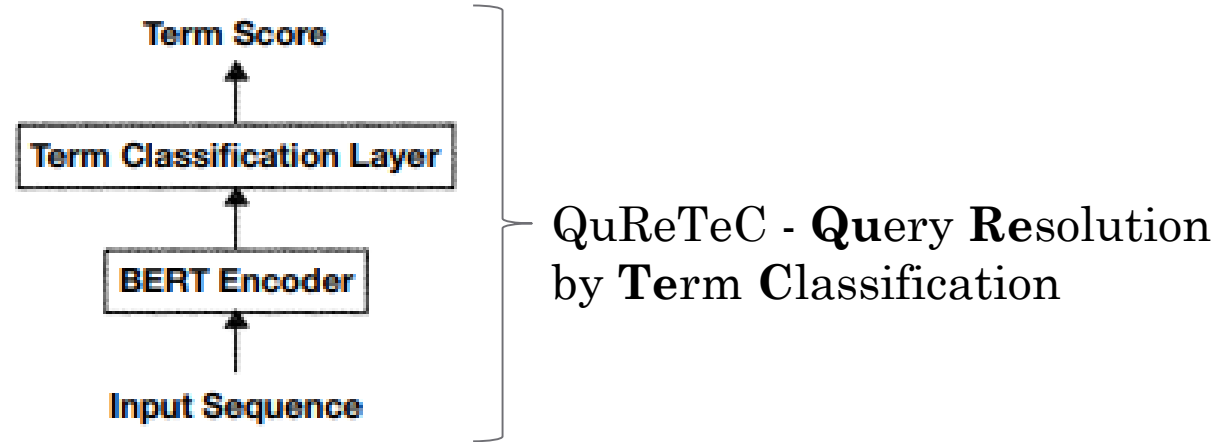 Term Score
Term Classification Layer
BERT Encoder
Input Sequence
QuReTeC - Query Resolution
by Term Classification